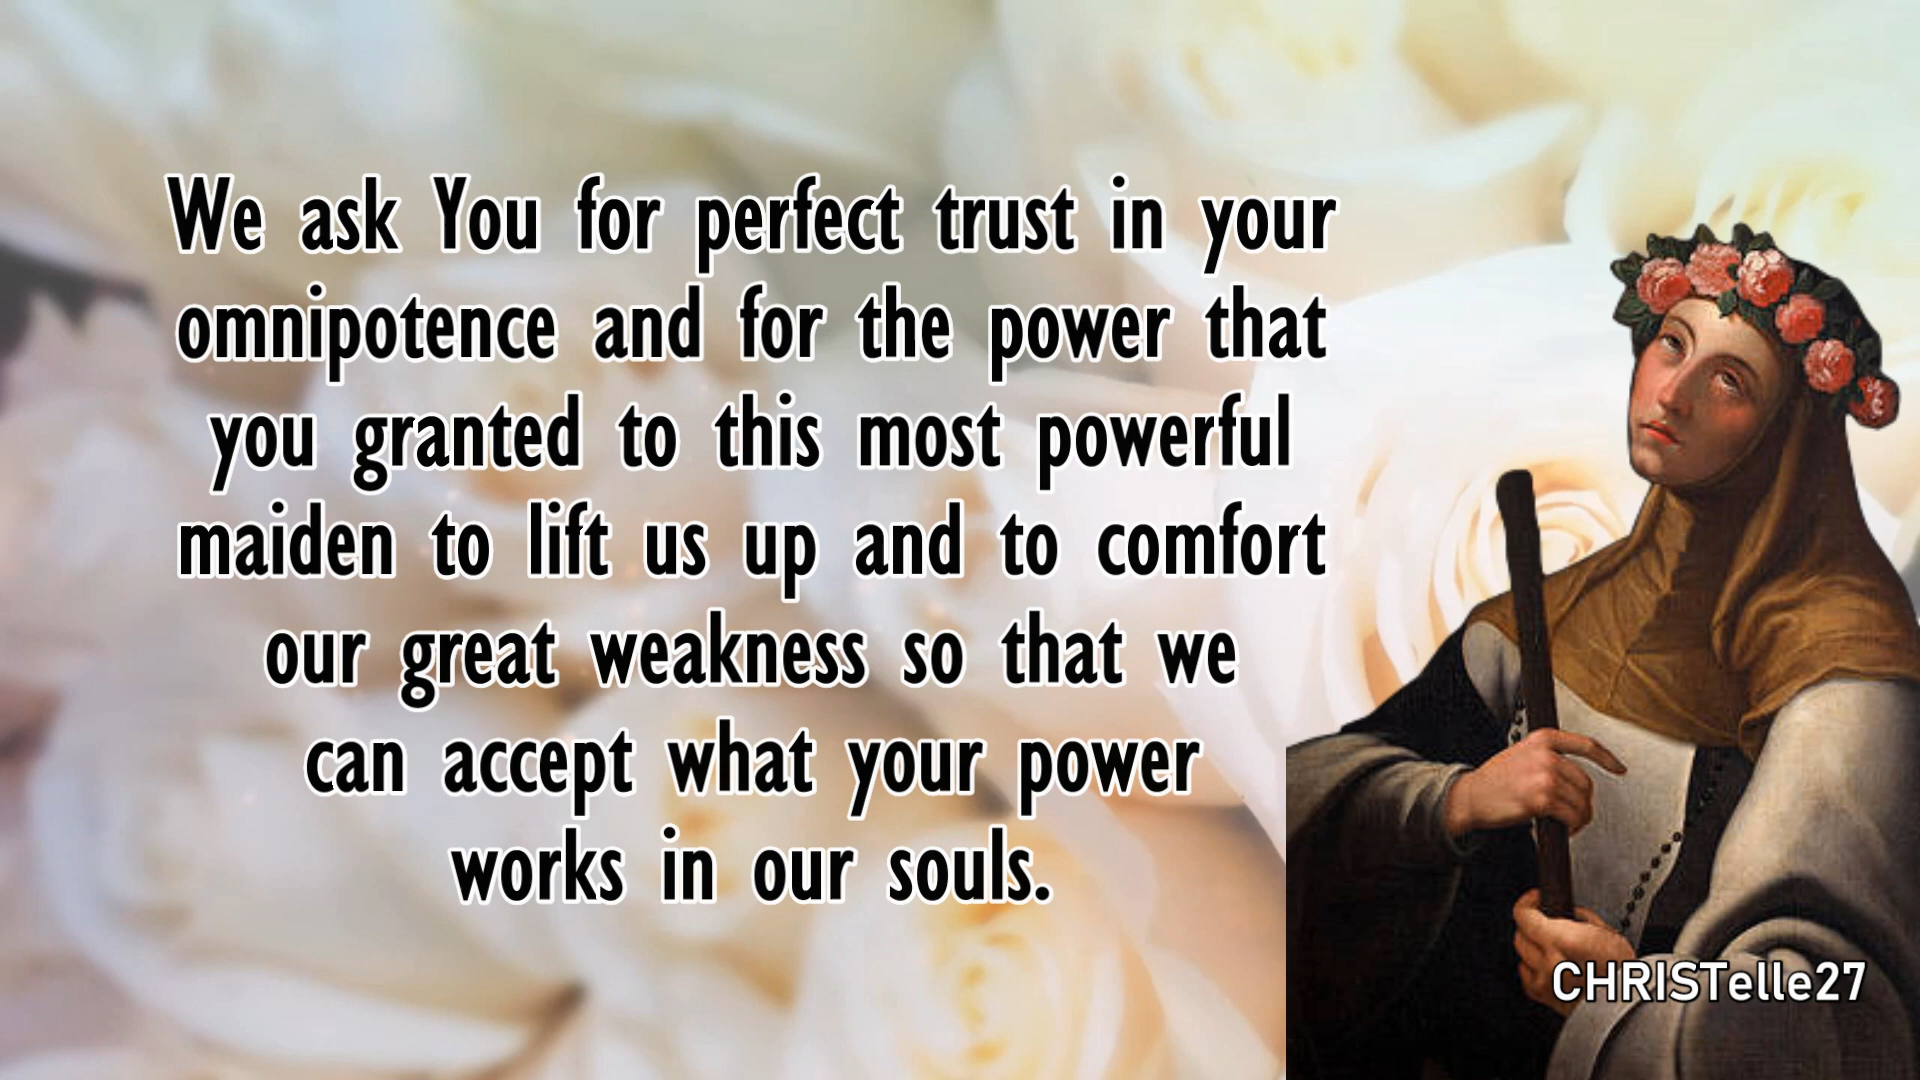 We ask You for perfect trust in your
omnipotence and for the power that
you granted to this most powerful
maiden to lift us up and to comfort
our great weakness so that we
can accept what your power
works in our souls.
CHRISTelle27